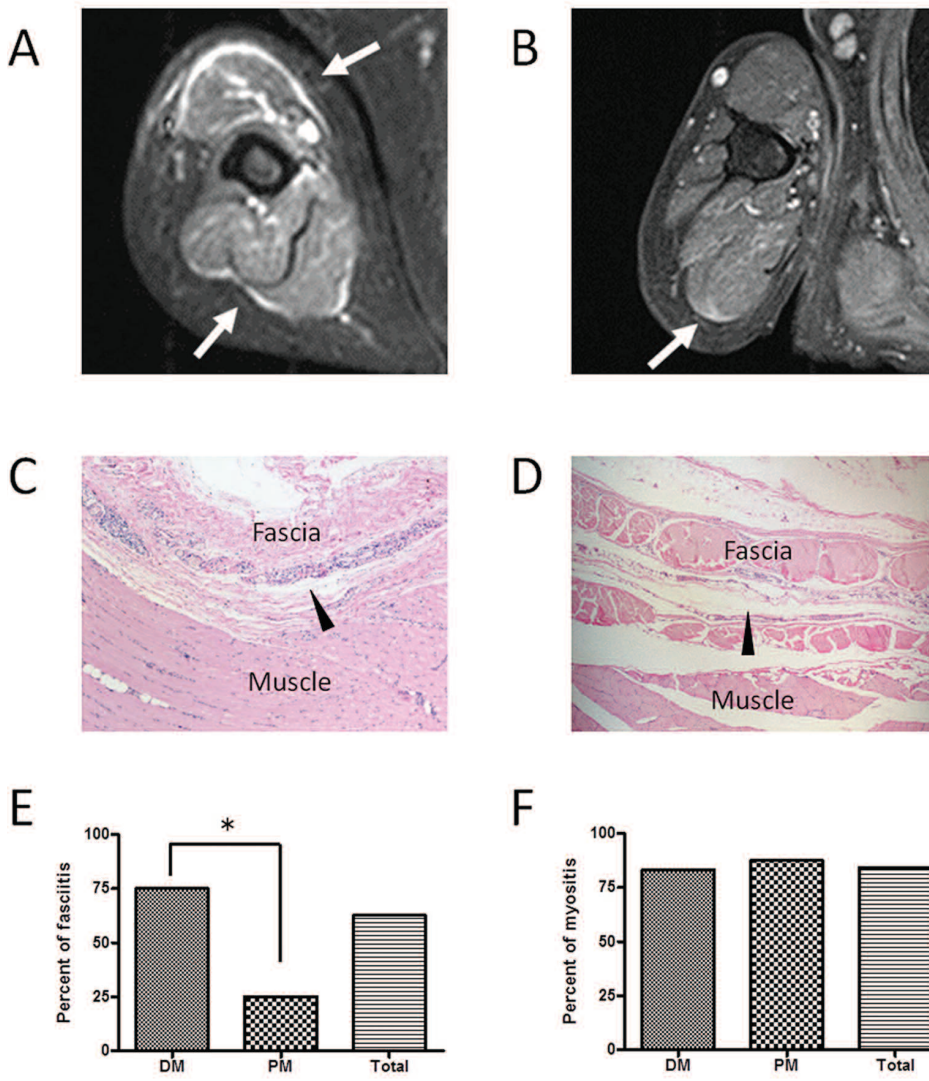 A
B
C
Fascia
Muscle
D
Fascia
Muscle
E
Percent of fasciitis
100
75
50
25
0
*
DM
PM
Total
F
Percent of myositis
100
75
50
25
0
DM
PM
Total